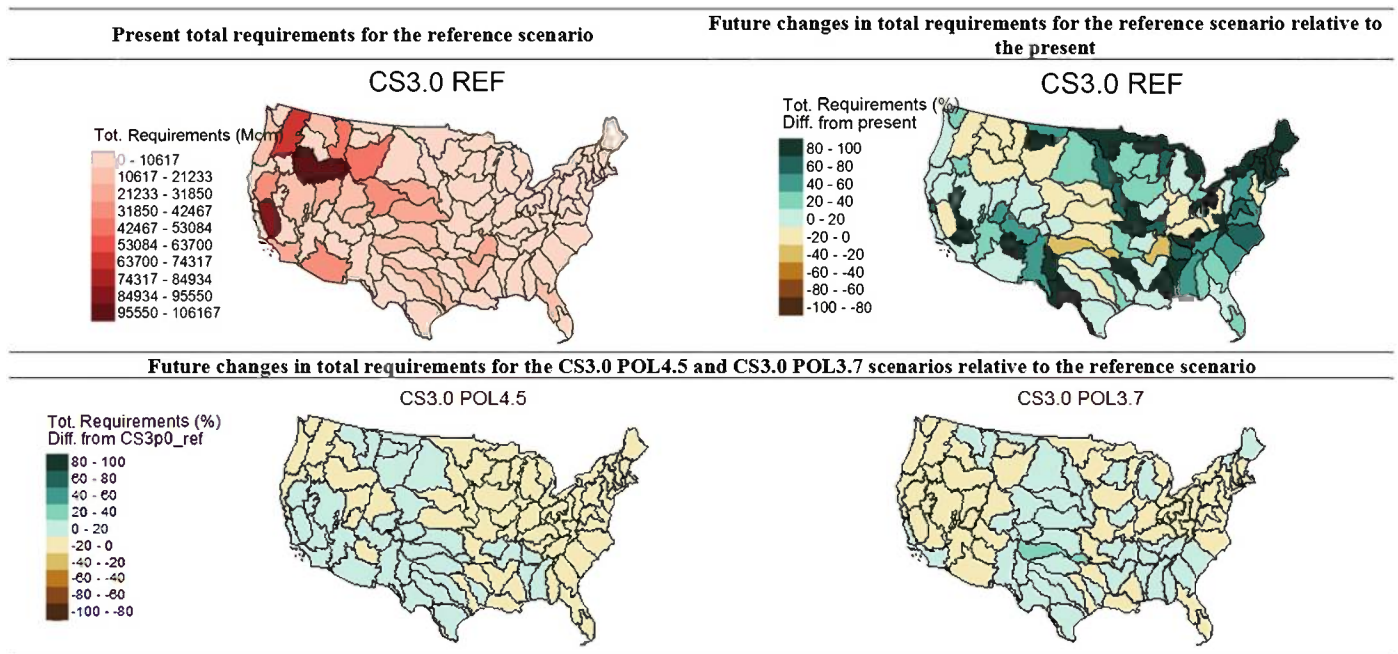 Present total requirements for the reference scenario
Future changes in total requirements for the reference scenario relative to
the present
CS3.0 REF
Tot. Requirements (Mcm)
0 - 10617
10617 - 21233
21233 - 31850
31850 - 42467
42467 - 53084
53084 - 63700
63700 - 74317
74317 - 84934
84934 - 95550
95550 - 106167
CS3.0 REF
Tot. Requirements (%)
Diff. from present
80 - 100
60 - 80
40 - 60
20 - 40
0 - 20
-20 - 0
-40 - -20
-60 - -40
-80 - -60
-100 - -80
Future changes in total requirements for the CS3.0 POL4.5 and CS3.0 POL3.7 scenarios relative to the reference scenario
CS3.0 POL4.5
CS3.0 POL3.7
Tot. Requirements (%)
Diff. from CS3p0_ref
80 - 100
60 - 80
40 - 60
20 - 40
0 - 20
-20 - 0
-40 - -20
-60 - -40
-80 - -60
-100 - -80